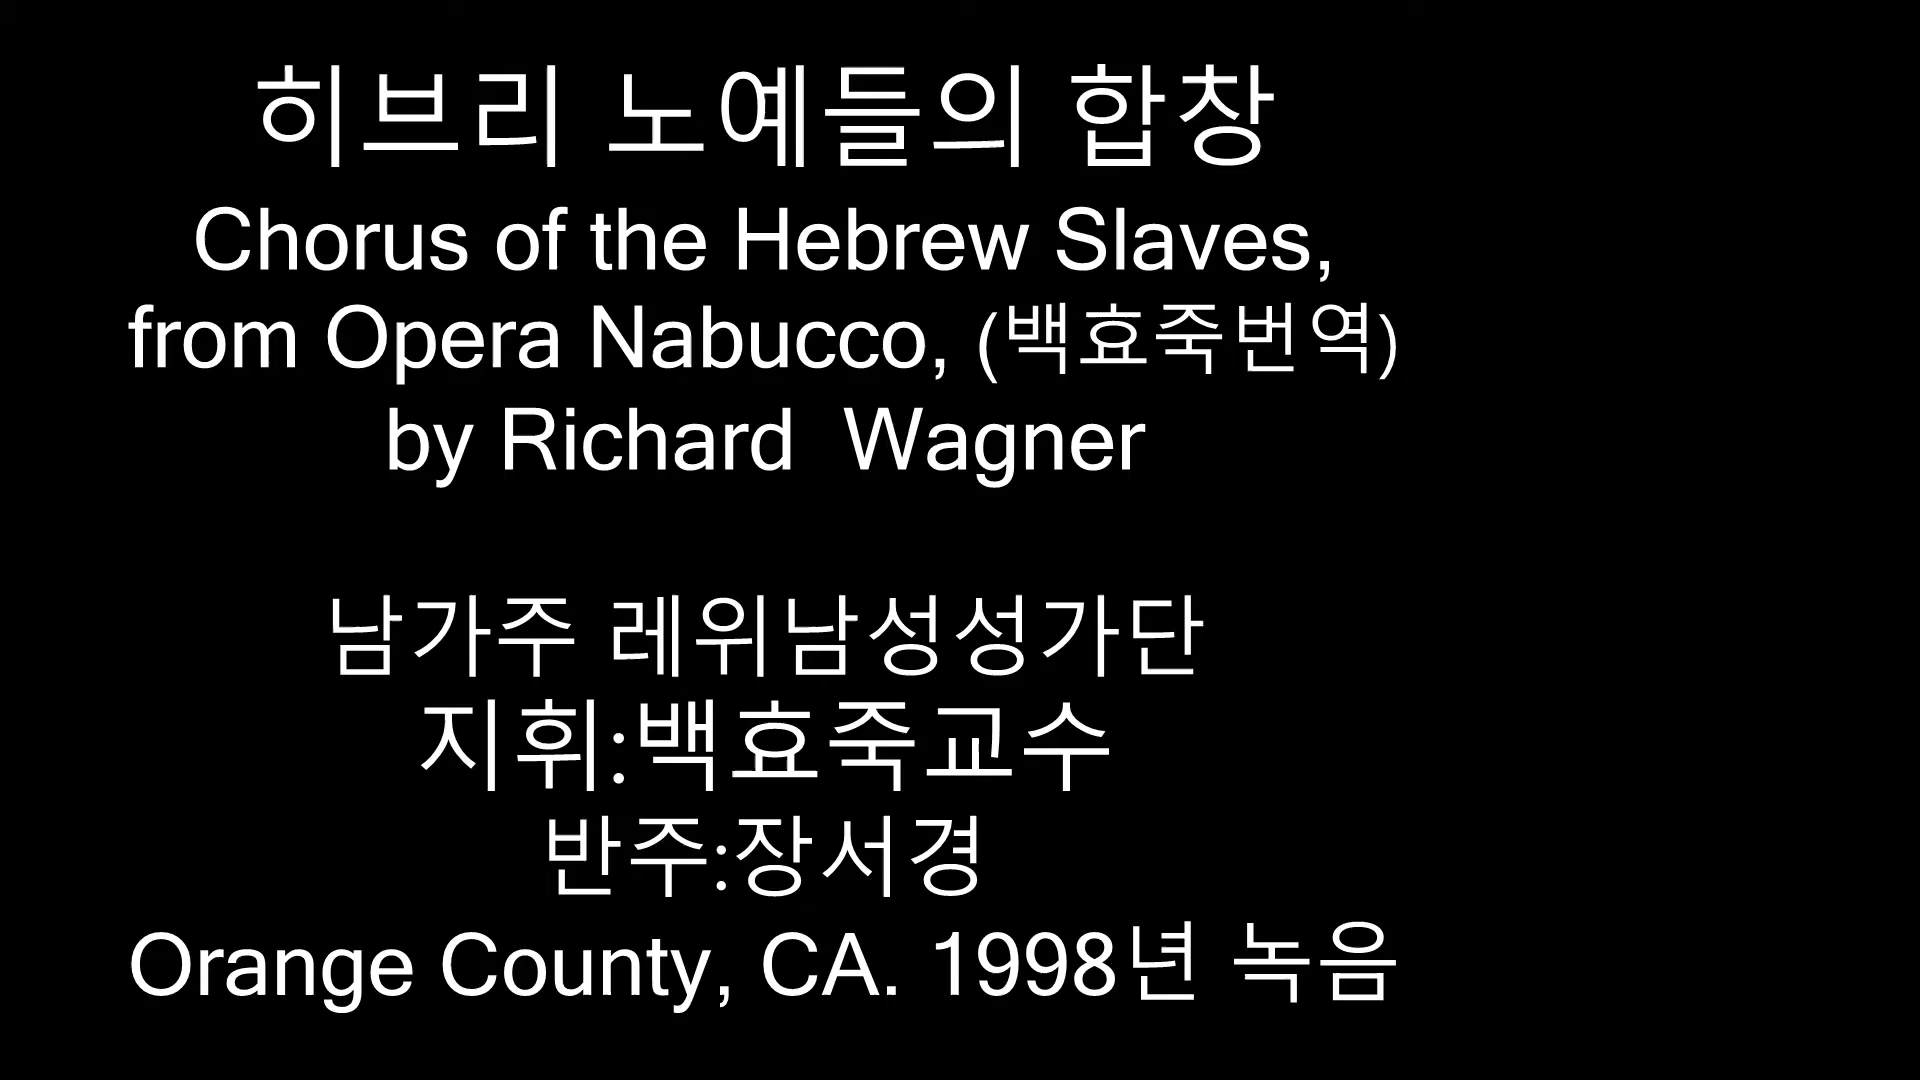 히브리 노예들의 합창
Chorus of the Hebrew Slaves,
from Opera Nabucco, (백효죽번역)
by Richard  Wagner
남가주 레위남성성가단
지휘:백효죽교수
반주:장서경
Orange County, CA. 1998년 녹음